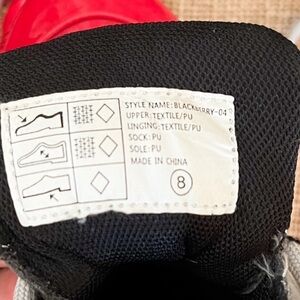 STYLE NAME: BLACKBERRY-04
UPPER: TEXTILE/PU
LINGING: TEXTILE/PU
SOCK: PU
SOLE: PU
MADE IN CHINA
8